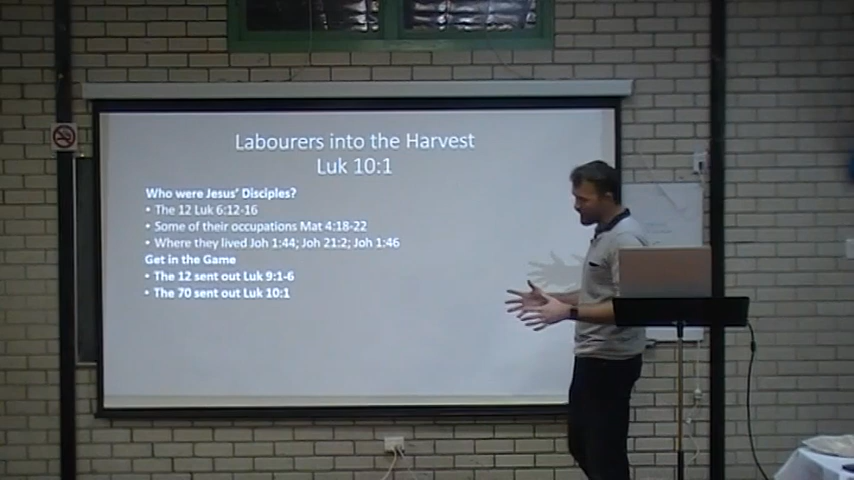 Labourers into the Harvest
Luk 10:1
Who were Jesus' Disciples?
• The 12 Luk 6:12-16
• Some of their occupations Mat 4:18-22
• Where they lived Joh 1:44; Joh 21:2; Joh 1:46
Get in the Game
• The 12 sent out Luk 9:1-6
• The 70 sent out Luk 10:1